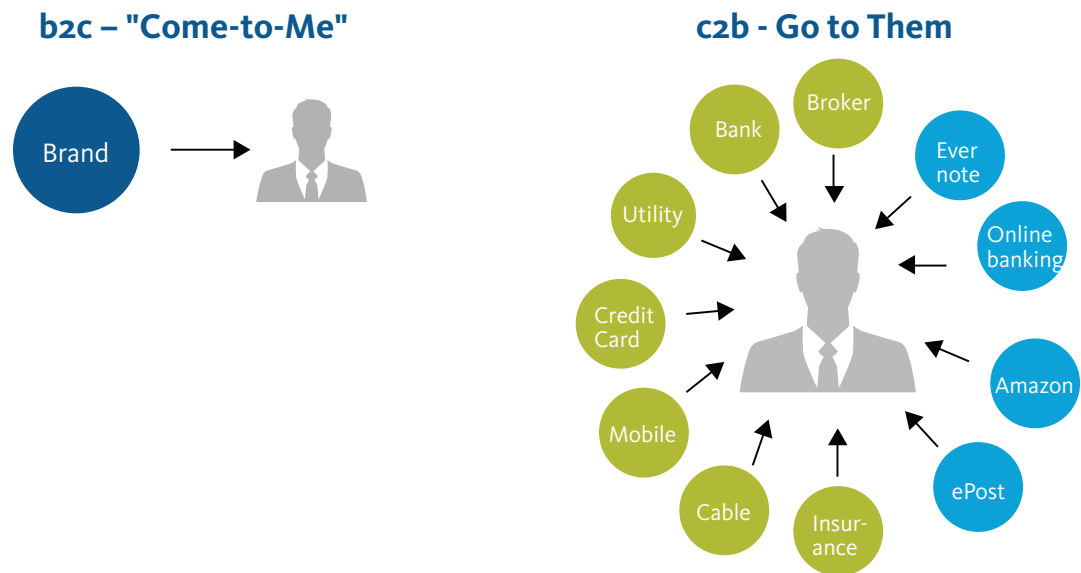 b2c – "Come-to-Me"
Brand
c2b - Go to Them
Broker
Bank
Ever
note
Utility
Online
banking
Credit
Card
Amazon
Mobile
ePost
Cable
Insur-
ance